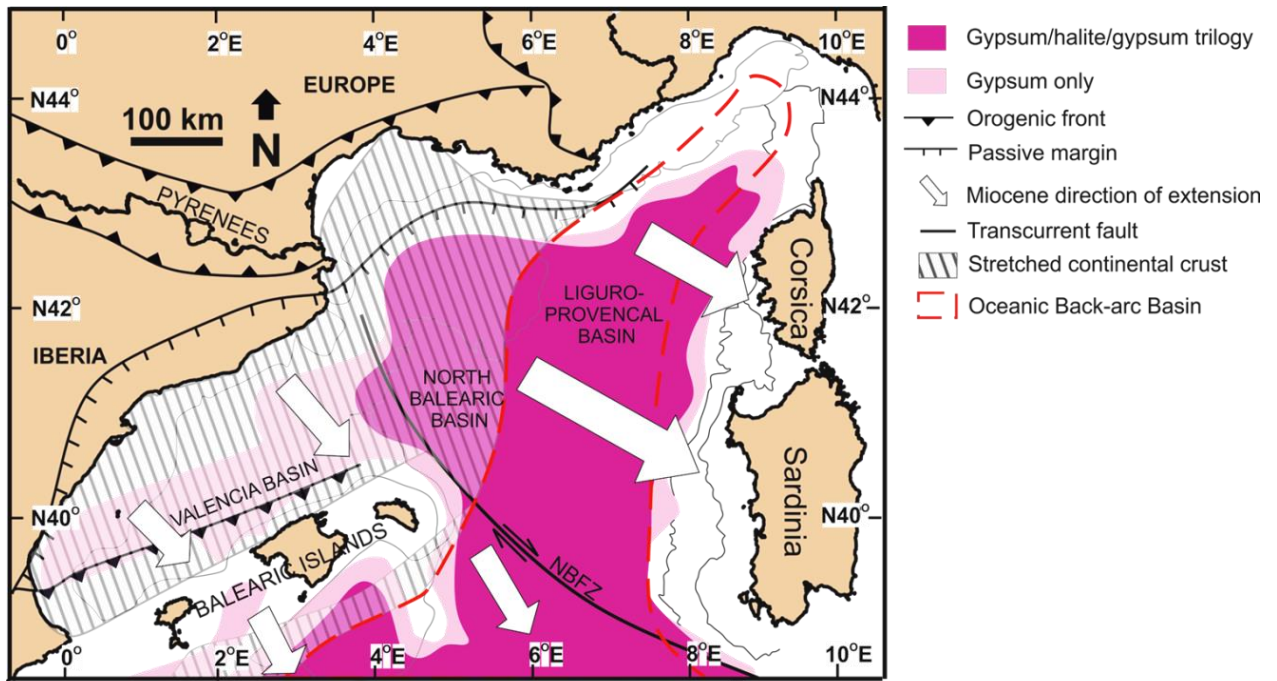 0° 2°E 4°E 6°E 8°E 10°E
EUROPE
N44° N44°
100 km
N
PYRENEES
Corsica
N42° N42°
LIGURO-
PROVENCAL
BASIN
IBERIA
NORTH
BALEARIC
BASIN
VALENCIA BASIN
Sardinia
N40° N40°
BALEARIC ISLANDS
NBFZ
0° 2°E 4°E 6°E 8°E 10°E
Gypsum/halite/gypsum trilogy
Gypsum only
Orogenic front
Passive margin
Miocene direction of extension
Transcurrent fault
Stretched continental crust
Oceanic Back-arc Basin